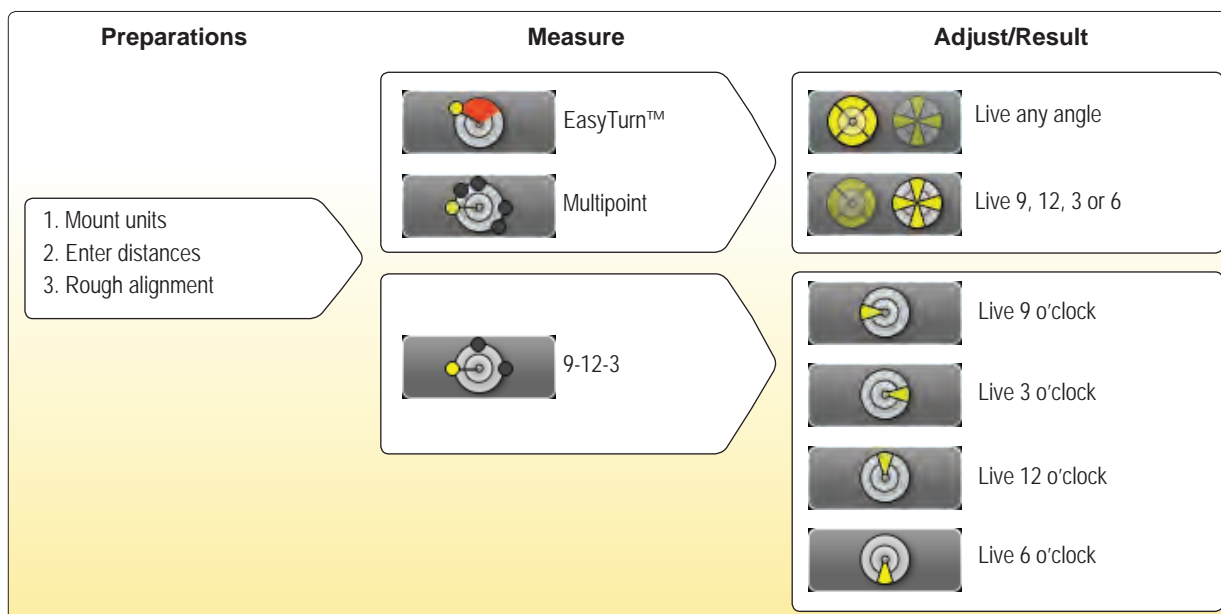 Preparations
Measure
Adjust/Result
1. Mount units
2. Enter distances
3. Rough alignment
EasyTurn™
Multipoint
9-12-3
Live any angle
Live 9, 12, 3 or 6
Live 9 o’clock
Live 3 o’clock
Live 12 o’clock
Live 6 o’clock